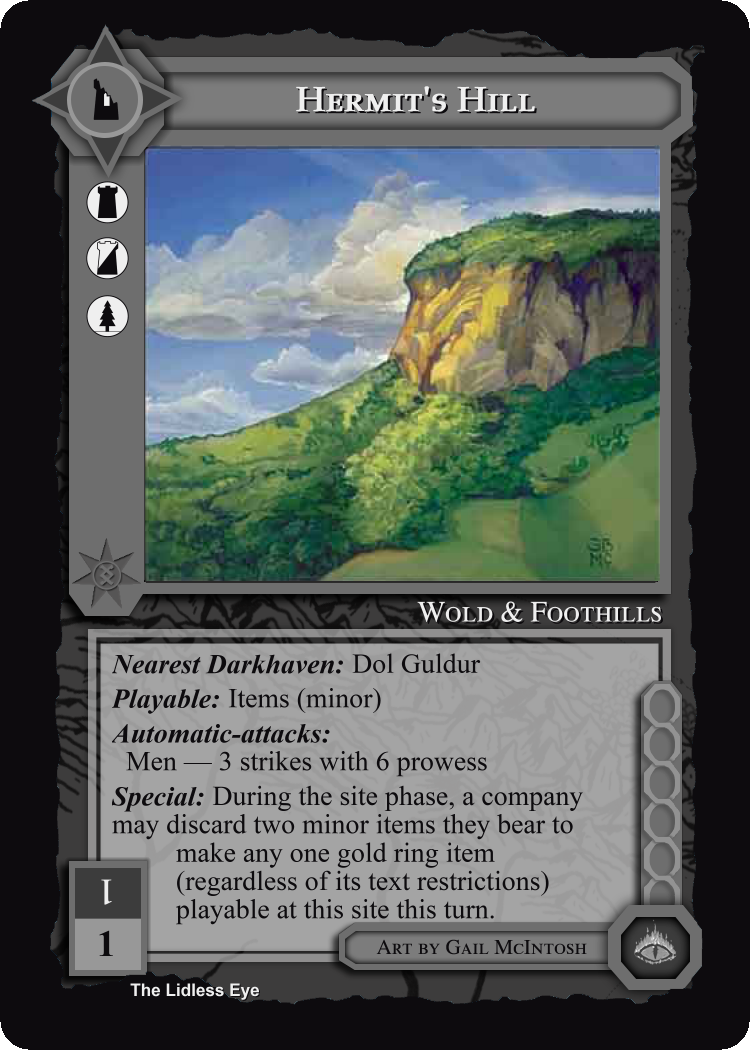 Hermit's Hill
GB
MC
Wold & Foothills
Nearest Darkhaven: Dol Guldur
Playable: Items (minor)
Automatic-attacks:
Men — 3 strikes with 6 prowess
Special: During the site phase, a company
may discard two minor items they bear to
make any one gold ring item
(regardless of its text restrictions)
playable at this site this turn.
1
1
Art by Gail McIntosh
The Lidless Eye